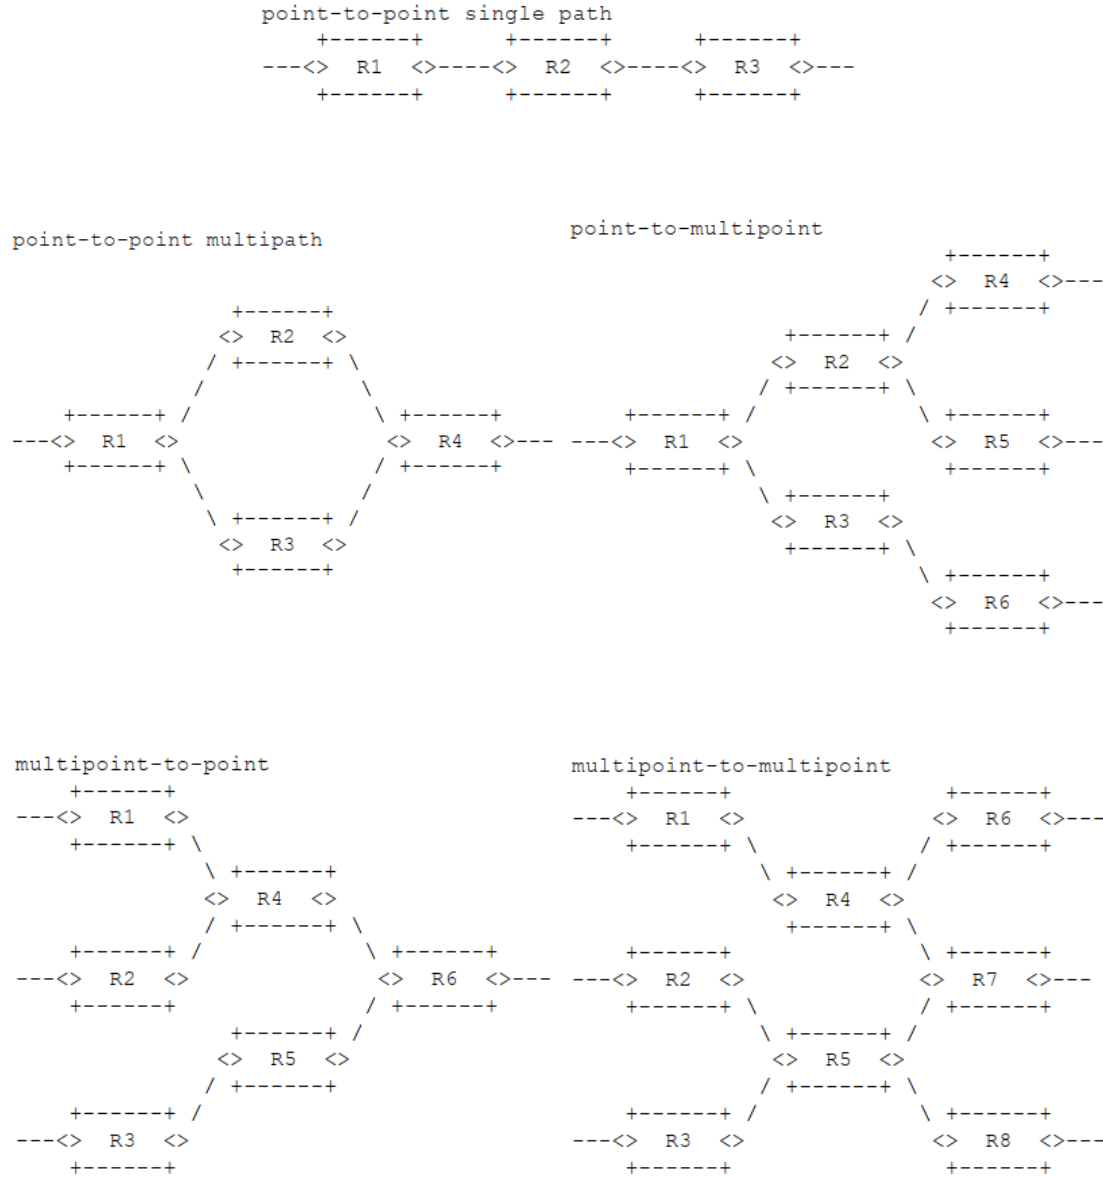 point-to-point single path
+------+ +------+ +------+
---<> R1 <>----<> R2 <>----<> R3 <>---
+------+ +------+ +------+
point-to-point multipath
+------+
<> R2 <>
/ +------+ \
/ \
+------+ / \ +------+
---<> R1 <> <> R4 <>---
+------+ \ / +------+
\ /
\ +------+ /
<> R3 <>
+------+
point-to-multipoint
+------+
<> R4 <>---
/ +------+
+------+ /
<> R2 <>
/ +------+ \
+------+ / \ +------+
---<> R1 <> <> R5 <>---
+------+ \ +------+
\ +------+
<> R3 <>
+------+ \
\ +------+
<> R6 <>---
+------+
multipoint-to-point
+------+
---<> R1 <>
+------+ \
\ +------+
<> R4 <>
/ +------+ \
+------+ / \ +------+
---<> R2 <> <> R6 <>---
+------+ / +------+
+------+ /
<> R5 <>
/ +------+
+------+ /
---<> R3 <>
+------+
multipoint-to-multipoint
+------+ +------+
---<> R1 <> <> R6 <>---
+------+ \ / +------+
\ +------+ /
<> R4 <>
+------+ \
+------+ \ +------+
---<> R2 <> <> R7 <>---
+------+ \ / +------+
\ +------+ /
<> R5 <>
/ +------+ \
+------+ / \ +------+
---<> R3 <> <> R8 <>---
+------+ +------+